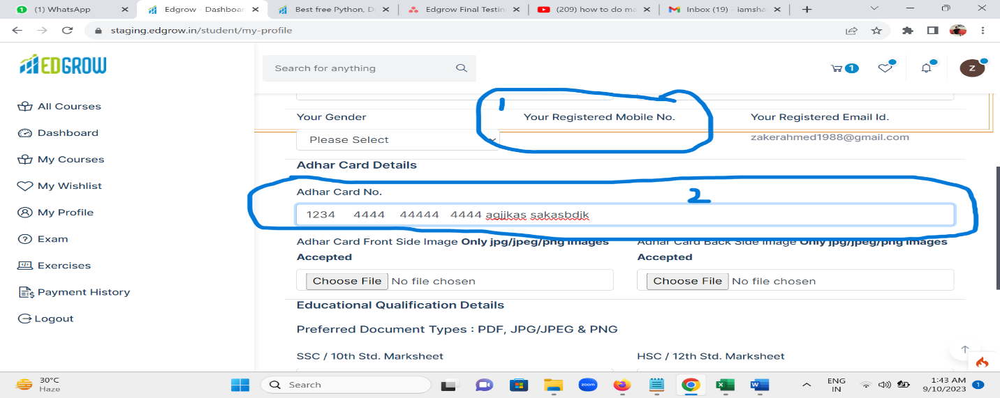 (1) WhatsApp
Edgrow - Dashboar
Best free Python, D
Edgrow Final Testin
(209) how to do ma
Inbox (19) - iamsha
staging.edgrow.in/student/my-profile
EDGROW
Search for anything
1
Z
All Courses
Dashboard
My Courses
My Wishlist
My Profile
Exam
Exercises
Payment History
Logout
1
Your Gender
Your Registered Mobile No.
Your Registered Email Id.
Please Select
zakerahmed1988@gmail.com
Adhar Card Details
Adhar Card No.
2
1234 4444 44444 4444 agjjkas sakasbdjk
Adhar Card Front Side Image Only jpg/jpeg/png images
Accepted
Adhar Card Back Side Image Only jpg/jpeg/png images
Accepted
Choose File No file chosen
Choose File No file chosen
Educational Qualification Details
Preferred Document Types : PDF, JPG/JPEG & PNG
SSC / 10th Std. Marksheet
HSC / 12th Std. Marksheet
30°C
Haze
Search
zoom
ENG
IN
1:43 AM
9/10/2023
1